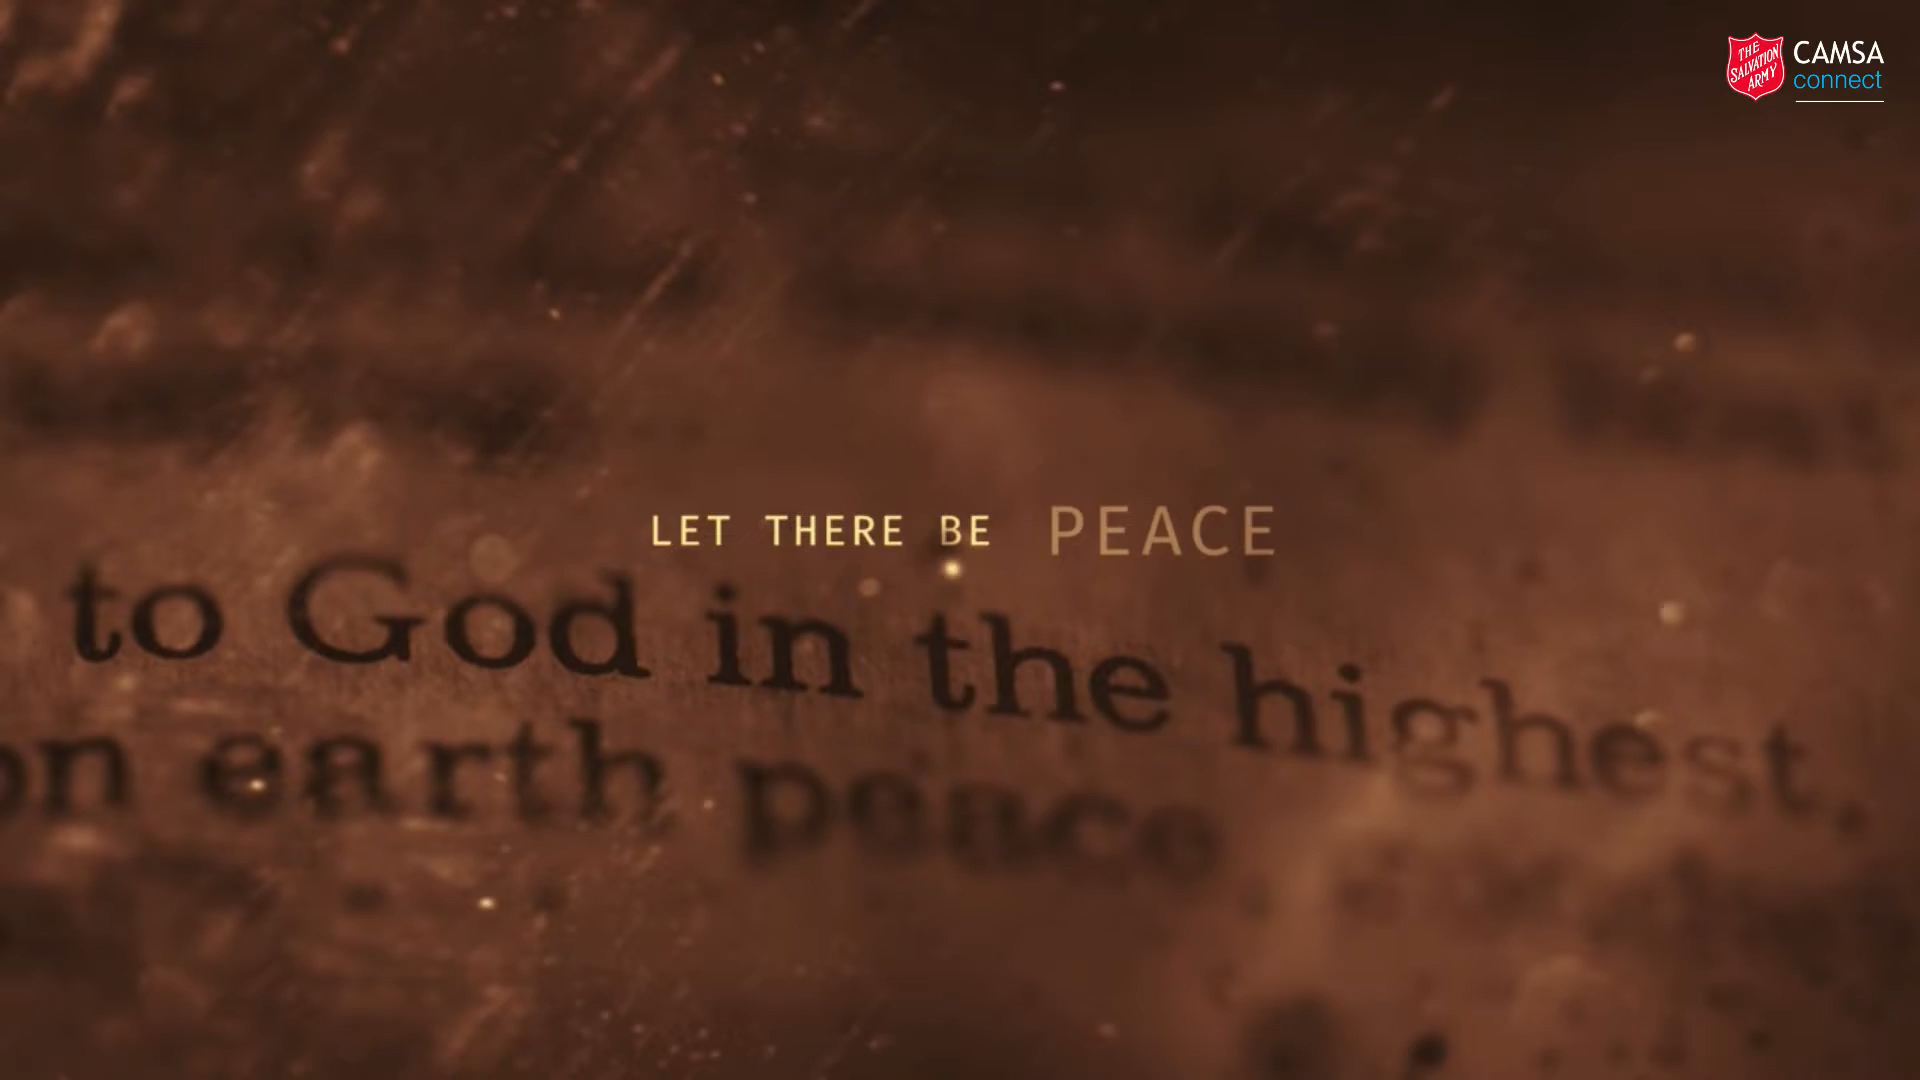 THE
SALVATION
ARMY
CAMSA
connect
LET THERE BE PEACE
to God in the highest,
on earth peace